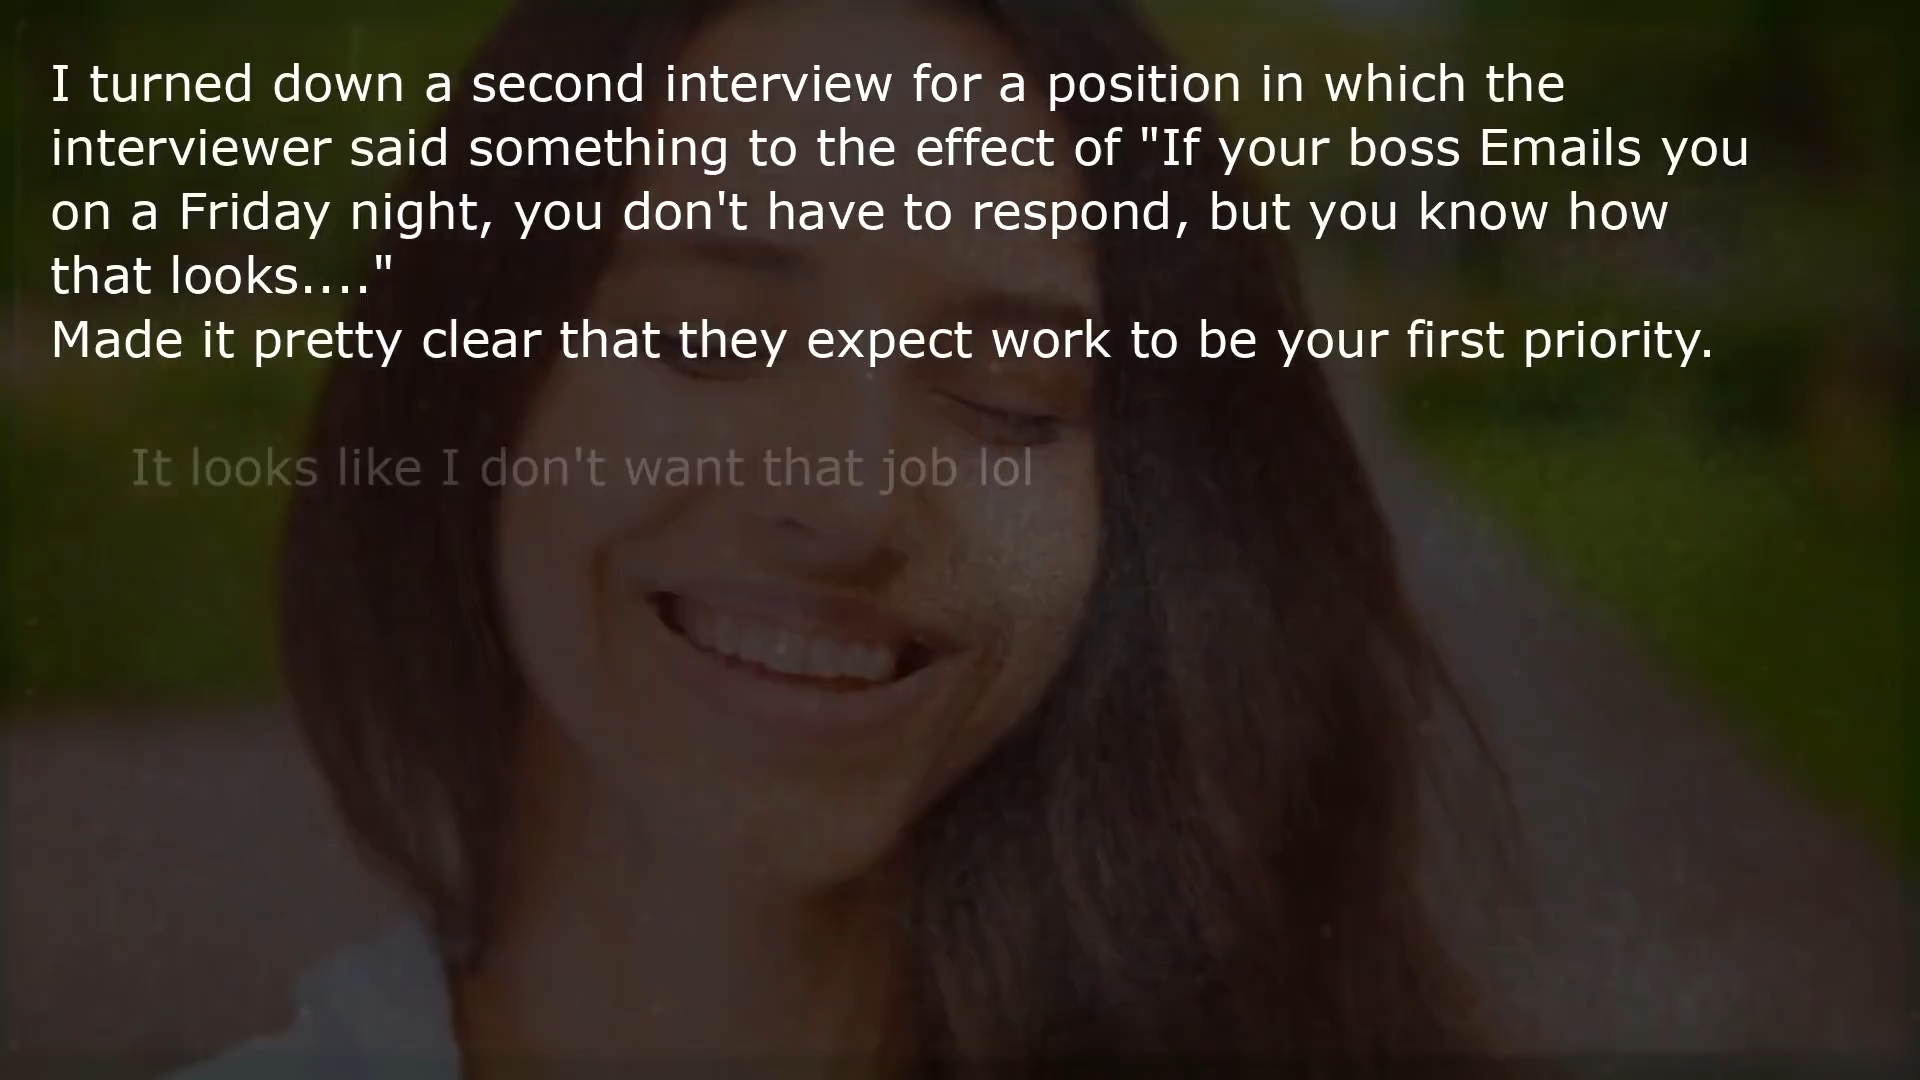 I turned down a second interview for a position in which the
interviewer said something to the effect of "If your boss Emails you
on a Friday night, you don't have to respond, but you know how
that looks...."
Made it pretty clear that they expect work to be your first priority.
It looks like I don't want that job lol